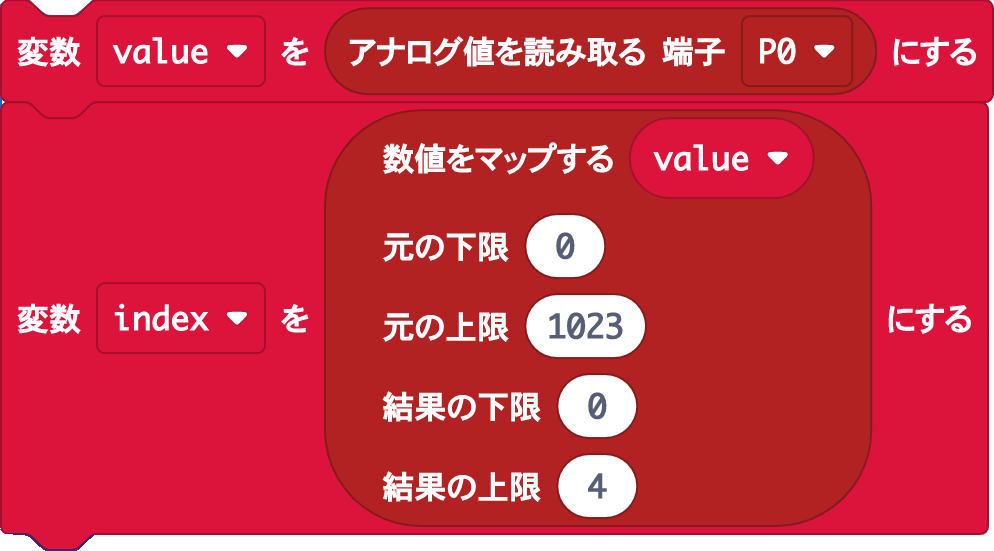 変数 value を アナログ値を読み取る 端子 P0 にする
数値をマップする value
元の下限 0
元の上限 1023
変数 index を にする
結果の下限 0
結果の上限 4